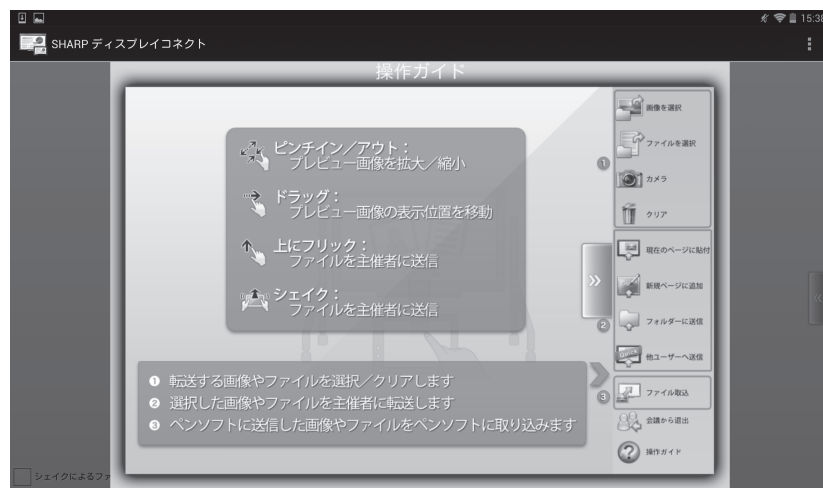 15:38
SHARP ディスプレイコネクト
操作ガイド
ピンチイン／アウト：
プレビュー画像を拡大／縮小
ドラッグ：
プレビュー画像の表示位置を移動
上にフリック：
ファイルを主催者に送信
シェイク：
ファイルを主催者に送信
❶ 転送する画像やファイルを選択／クリアします
❷ 選択した画像やファイルを主催者に転送します
❸ ペンソフトに送信した画像やファイルをペンソフトに取り込みます
❶
画像を選択
ファイルを選択
カメラ
クリア
❷
現在のページに貼付
新規ページに追加
フォルダーに送信
他ユーザーへ送信
❸
ファイル取込
会議から退出
操作ガイド
シェイクによるファ